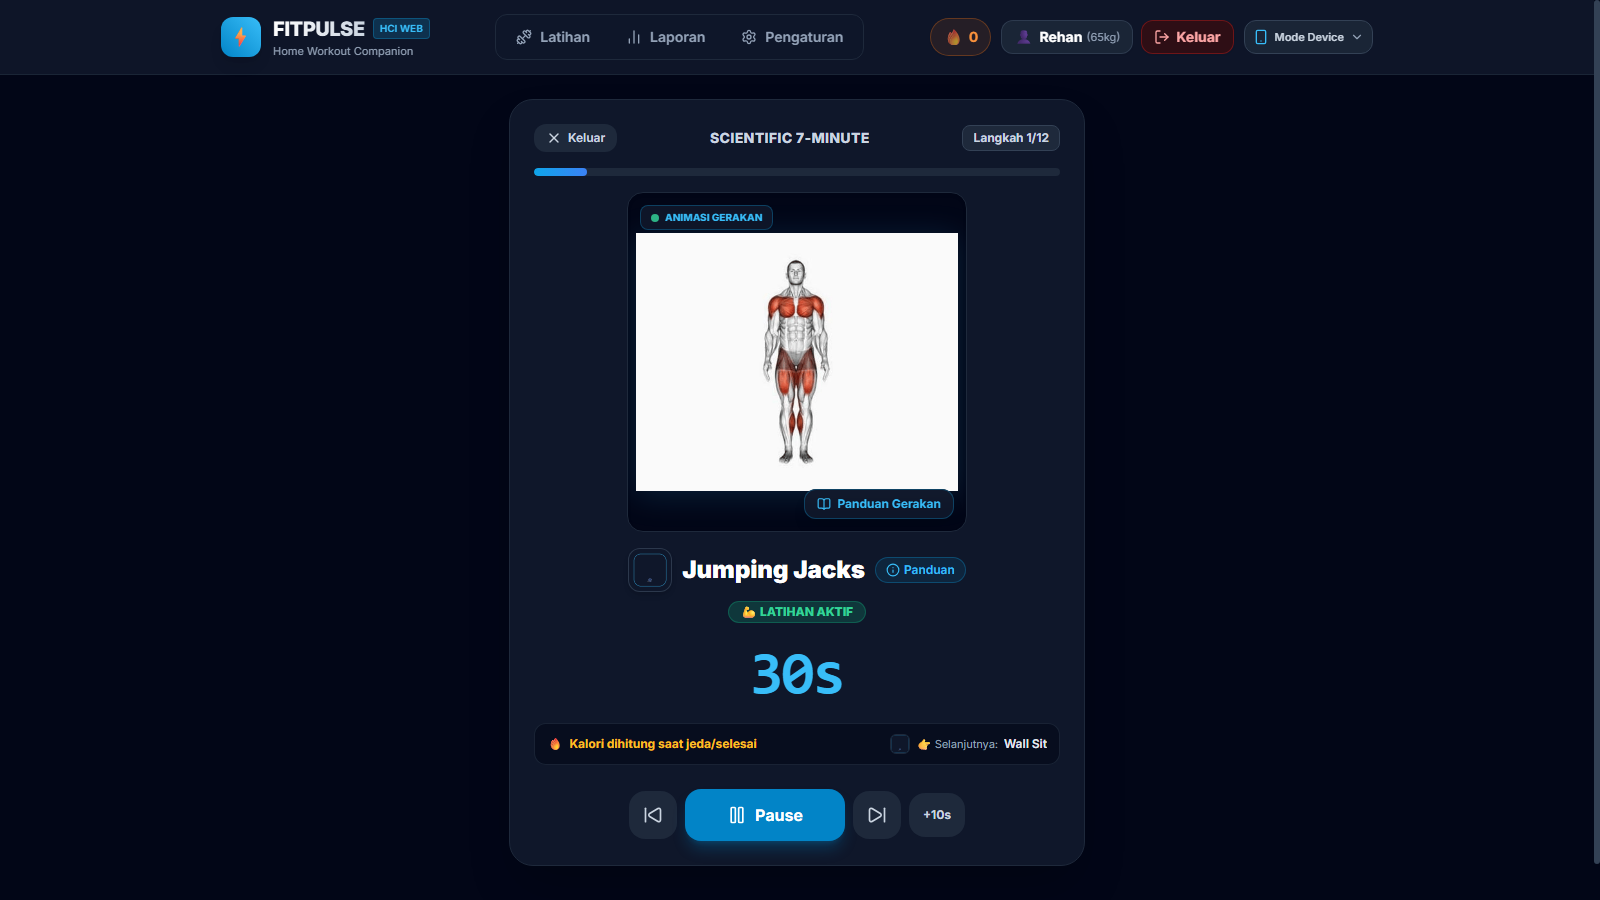 FITPULSE HCI WEB
Home Workout Companion
Latihan
Laporan
Pengaturan
0
Rehan (65kg)
Keluar
Mode Device
Keluar
SCIENTIFIC 7-MINUTE
Langkah 1/12
ANIMASI GERAKAN
Panduan Gerakan
Jumping Jacks
Panduan
LATIHAN AKTIF
30s
Kalori dihitung saat jeda/selesai
Selanjutnya: Wall Sit
Pause
+10s